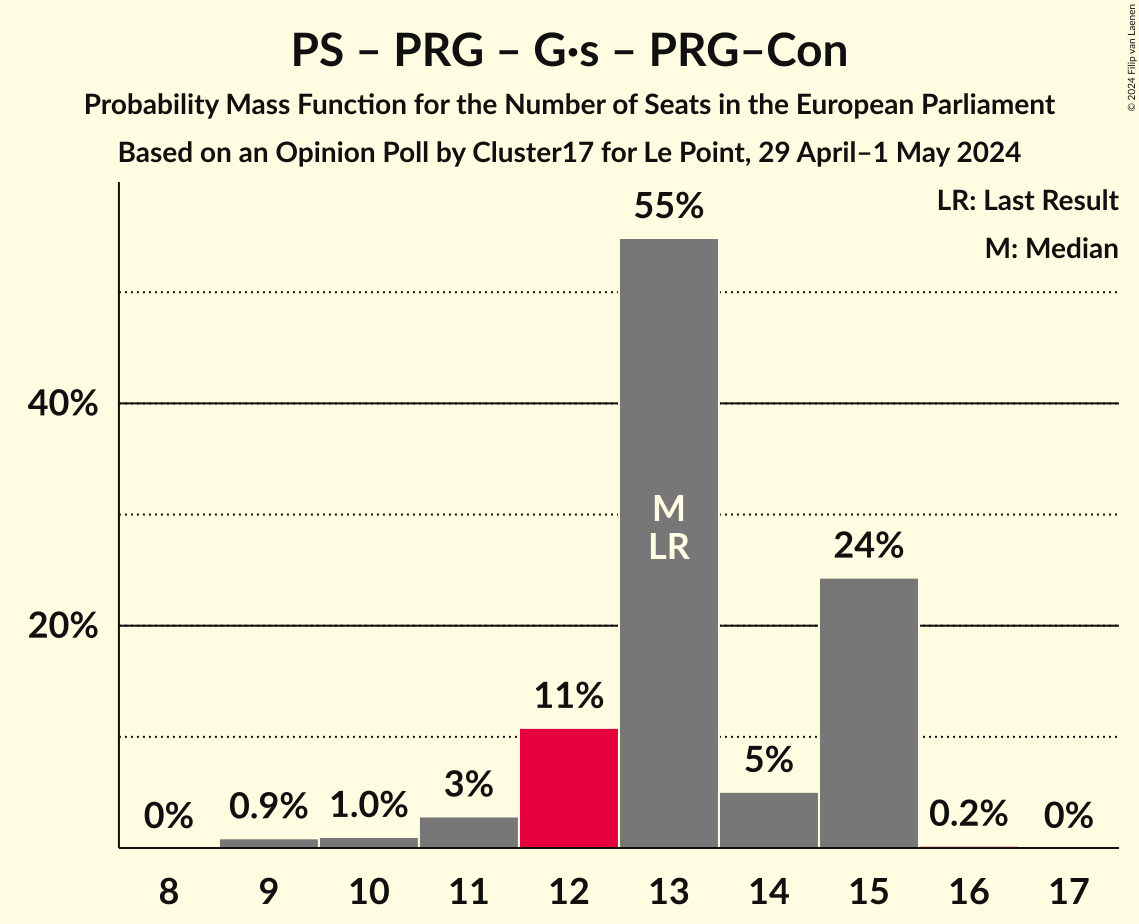 PS – PRG – G•s – PRG–Con
Probability Mass Function for the Number of Seats in the European Parliament
Based on an Opinion Poll by Cluster17 for Le Point, 29 April–1 May 2024
© 2024 Filip van Laenen
LR: Last Result
M: Median
55%
40%
M
LR
24%
20%
11%
5%
3%
0%
0.9%
1.0%
0.2%
0%
8 9 10 11 12 13 14 15 16 17